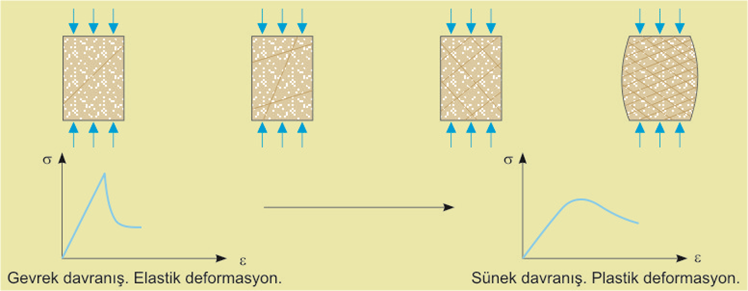 σ
σ
ε
ε
Gevrek davranış. Elastik deformasyon.
Sünek davranış. Plastik deformasyon.